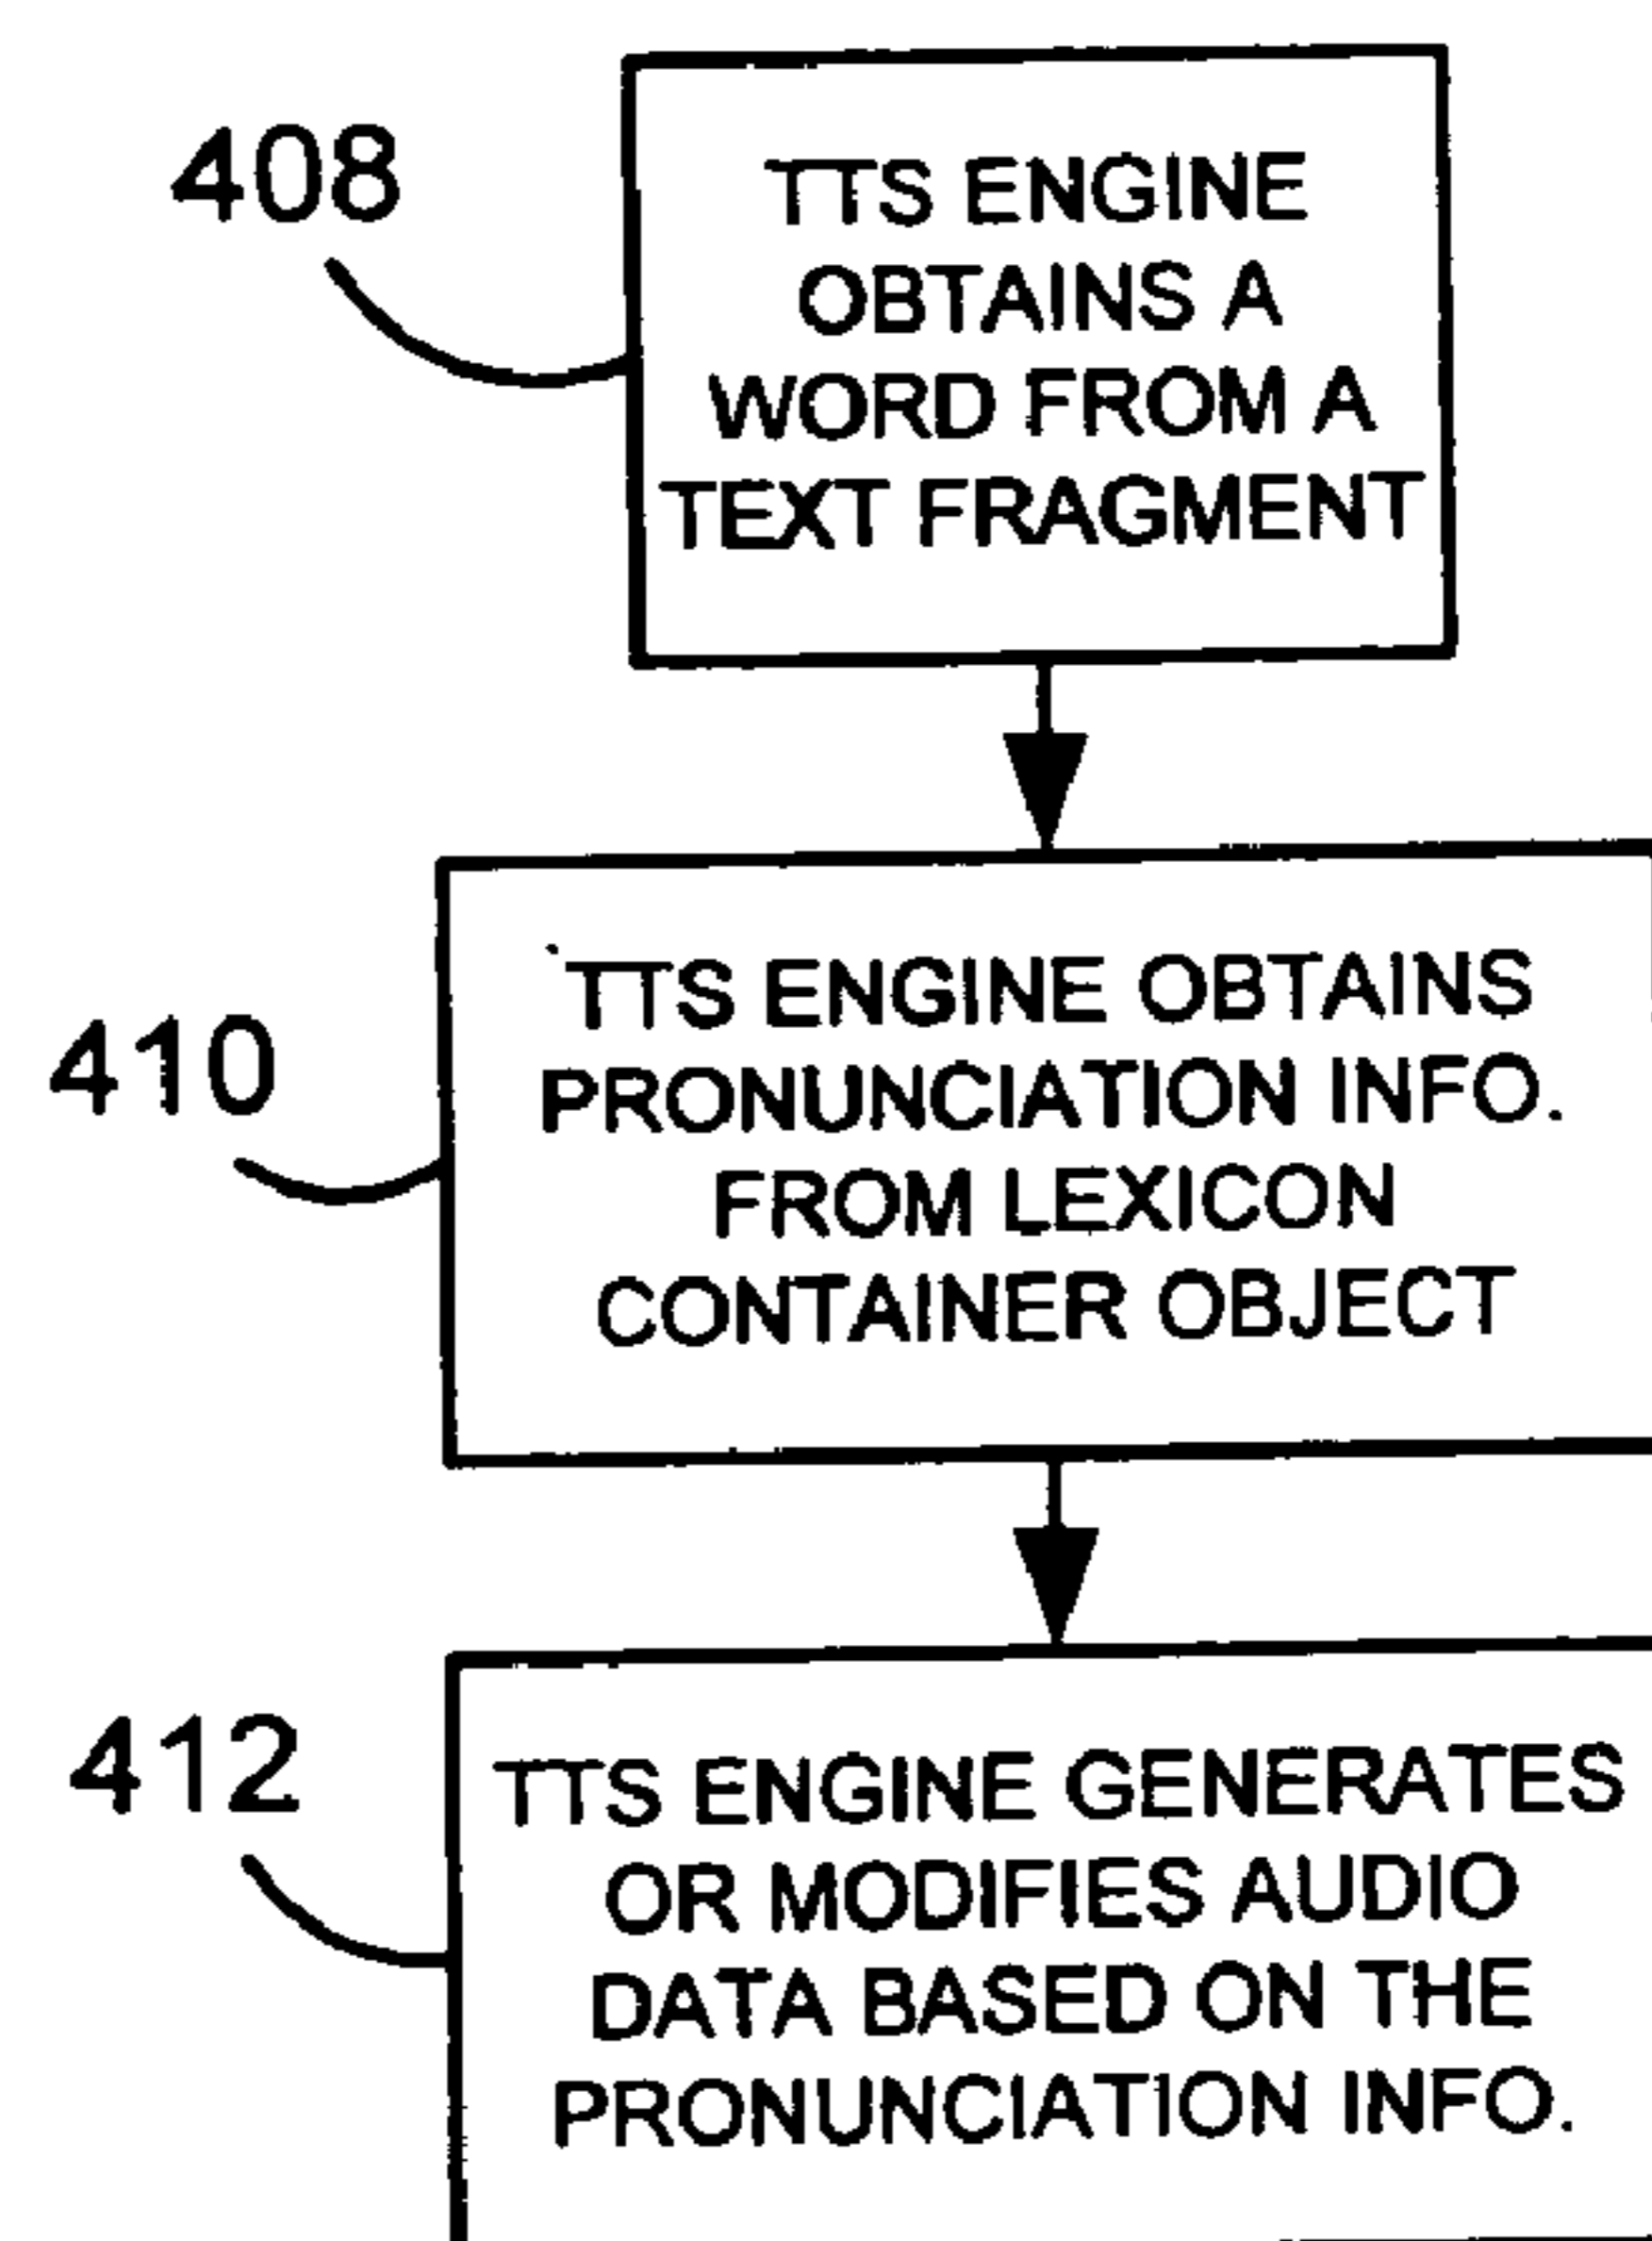 408
TTS ENGINE
OBTAINS A
WORD FROM A
TEXT FRAGMENT
410
TTS ENGINE OBTAINS
PRONUNCIATION INFO.
FROM LEXICON
CONTAINER OBJECT
412
TTS ENGINE GENERATES
OR MODIFIES AUDIO
DATA BASED ON THE
PRONUNCIATION INFO.